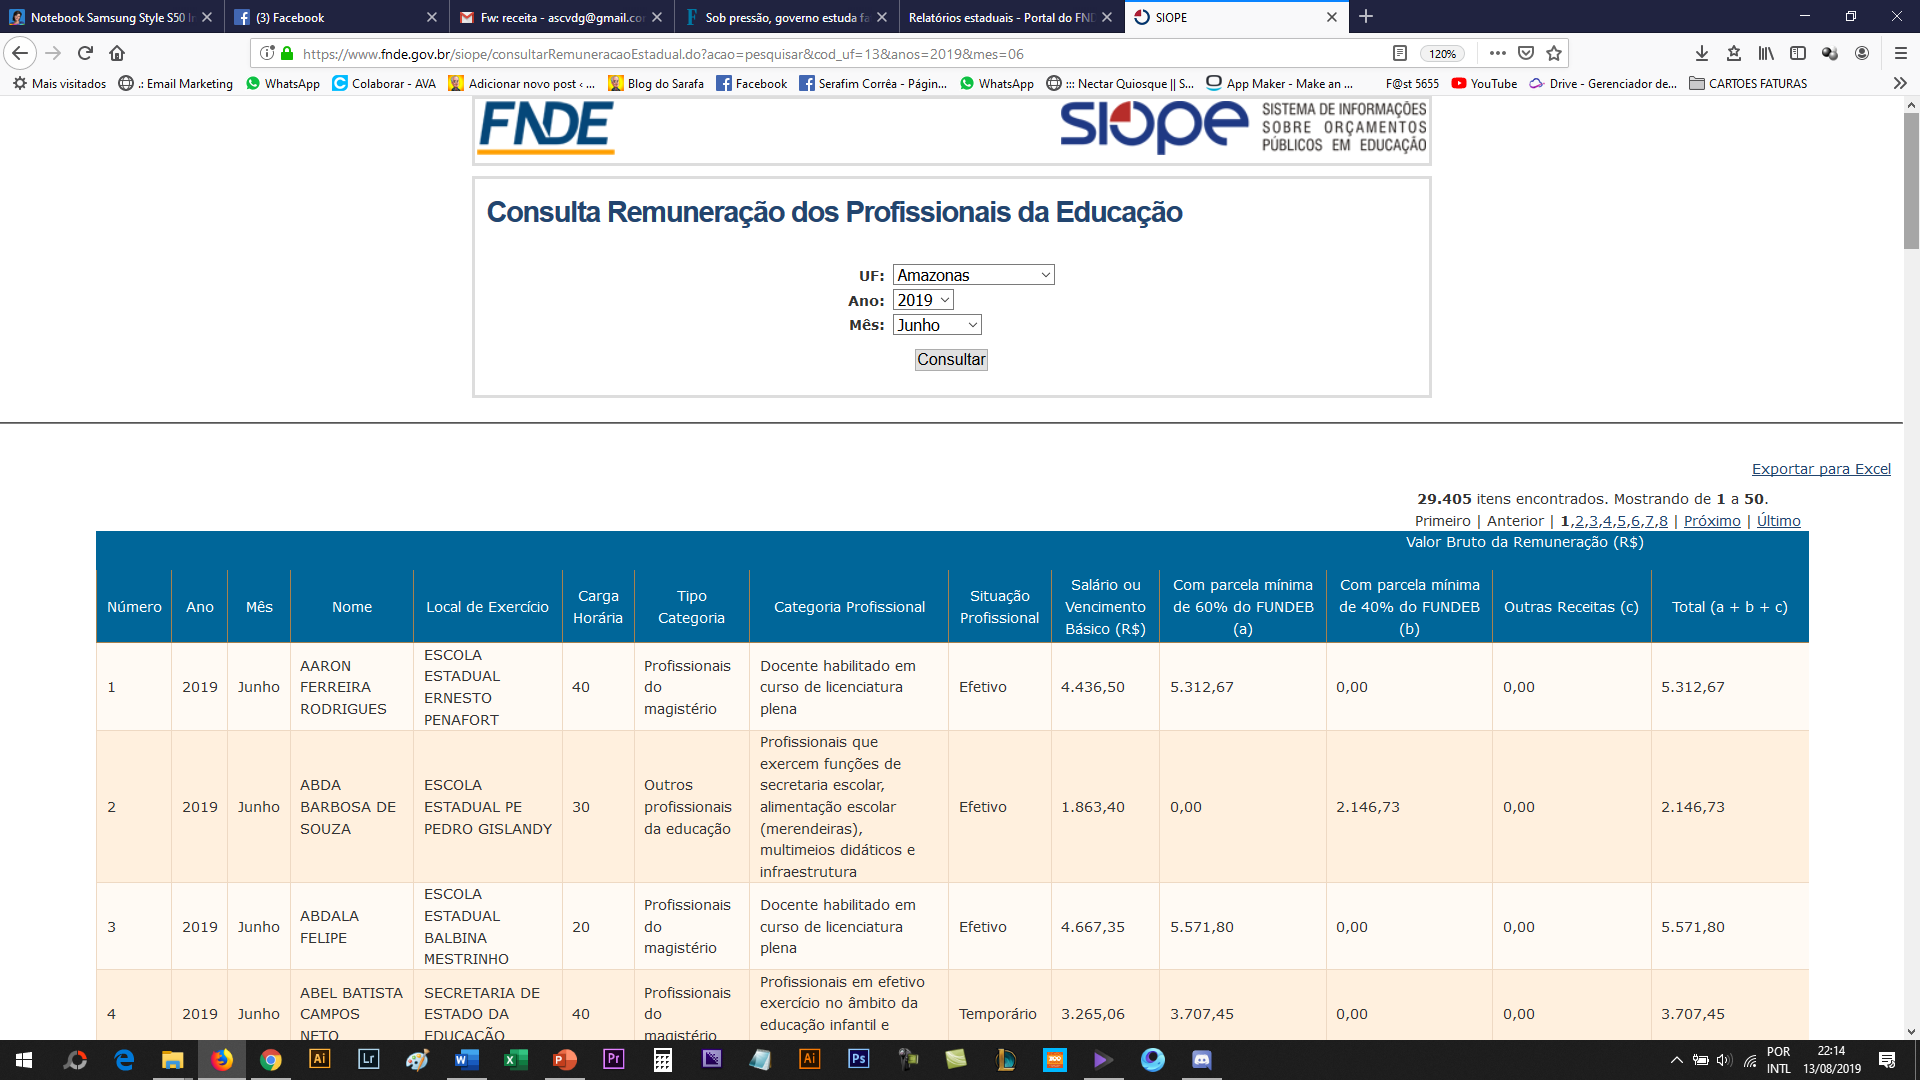 Notebook Samsung Style S50 In
(3) Facebook
Fw: receita - ascvdg@gmail.co
Sob pressão, governo estuda fa
Relatórios estaduais - Portal do FND
SIOPE
https://www.fnde.gov.br/siope/consultarRemuneracaoEstadual.do?acao=pesquisar&cod_uf=13&anos=2019&mes=06
120%
Mais visitados
.: Email Marketing
WhatsApp
Colaborar - AVA
Adicionar novo post ‹ ...
Blog do Sarafa
Facebook
Serafim Corrêa - Págin...
WhatsApp
::: Nectar Quiosque || S...
App Maker - Make an ...
F@st 5655
YouTube
Drive - Gerenciador de...
CARTOES FATURAS
FNDE
siope
SISTEMA DE INFORMAÇÕES
SOBRE ORÇAMENTOS
PÚBLICOS EM EDUCAÇÃO
Consulta Remuneração dos Profissionais da Educação
UF: Amazonas
Ano: 2019
Mês: Junho
Consultar
Exportar para Excel
29.405 itens encontrados. Mostrando de 1 a 50.
Primeiro | Anterior | 1,2,3,4,5,6,7,8 | Próximo | Último
Valor Bruto da Remuneração (R$)
Número
Ano
Mês
Nome
Local de Exercício
Carga
Horária
Tipo
Categoria
Categoria Profissional
Situação
Profissional
Salário ou
Vencimento
Básico (R$)
Com parcela mínima
de 60% do FUNDEB
(a)
Com parcela mínima
de 40% do FUNDEB
(b)
Outras Receitas (c)
Total (a + b + c)
1
2019
Junho
AARON
FERREIRA
RODRIGUES
ESCOLA
ESTADUAL
ERNESTO
PENAFORT
40
Profissionais
do
magistério
Docente habilitado em
curso de licenciatura
plena
Efetivo
4.436,50
5.312,67
0,00
0,00
5.312,67
2
2019
Junho
ABDA
BARBOSA DE
SOUZA
ESCOLA
ESTADUAL PE
PEDRO GISLANDY
30
Outros
profissionais
da educação
Profissionais que
exercem funções de
secretaria escolar,
alimentação escolar
(merendeiras),
multimeios didáticos e
infraestrutura
Efetivo
1.863,40
0,00
2.146,73
0,00
2.146,73
3
2019
Junho
ABDALA
FELIPE
ESCOLA
ESTADUAL
BALBINA
MESTRINHO
20
Profissionais
do
magistério
Docente habilitado em
curso de licenciatura
plena
Efetivo
4.667,35
5.571,80
0,00
0,00
5.571,80
4
2019
Junho
ABEL BATISTA
CAMPOS
NETO
SECRETARIA DE
ESTADO DA
EDUCAÇÃO
40
Profissionais
do
magistério
Profissionais em efetivo
exercício no âmbito da
educação infantil e
Temporário
3.265,06
3.707,45
0,00
0,00
3.707,45
Ai
Lr
Pr
Ai
Ps
POR
INTL
22:14
13/08/2019